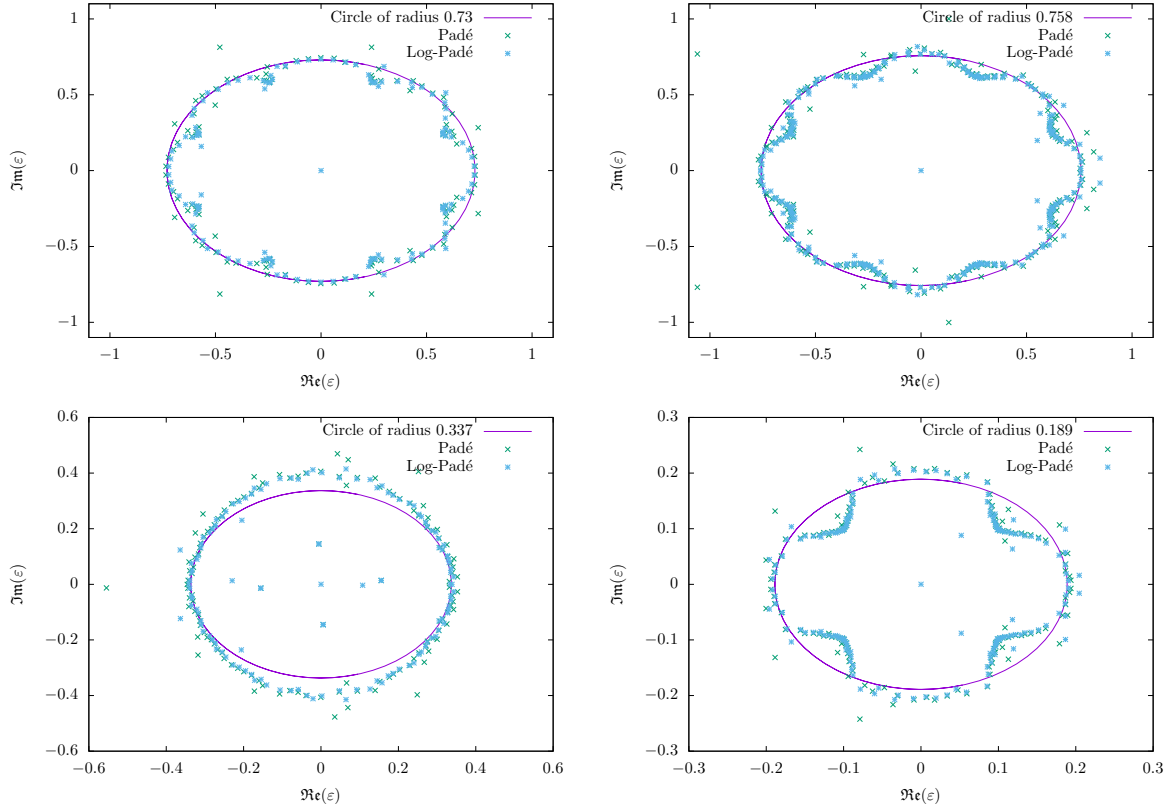 Circle of radius 0.73
Padé
Log-Padé
1
0.5
0
−0.5
−1
ℑm(ε)
−1 −0.5 0 0.5 1
ℜe(ε)
Circle of radius 0.758
Padé
Log-Padé
1
0.5
0
−0.5
−1
ℑm(ε)
−1 −0.5 0 0.5 1
ℜe(ε)
Circle of radius 0.337
Padé
Log-Padé
0.6
0.4
0.2
0
−0.2
−0.4
−0.6
ℑm(ε)
−0.6 −0.4 −0.2 0 0.2 0.4 0.6
ℜe(ε)
Circle of radius 0.189
Padé
Log-Padé
0.3
0.2
0.1
0
−0.1
−0.2
−0.3
ℑm(ε)
−0.3 −0.2 −0.1 0 0.1 0.2 0.3
ℜe(ε)